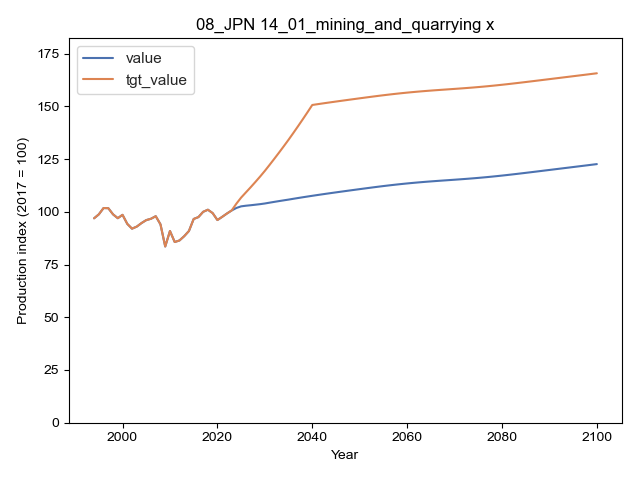 08_JPN 14_01_mining_and_quarrying x
value
tgt_value
Production index (2017 = 100)
175
150
125
100
75
50
25
0
2000 2020 2040 2060 2080 2100
Year